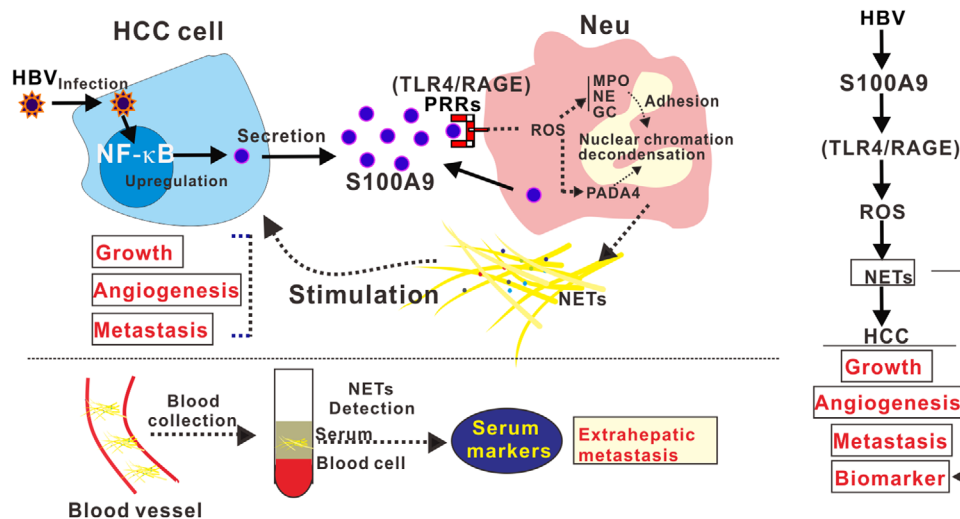 HCC cell
Neu
HBV
Infection
NF-κB
Upregulation
Secretion
(TLR4/RAGE)
PRRs
S100A9
ROS
MPO
NE
GC
Adhesion
Nuclear chromation
decondensation
PADA4
Growth
Angiogenesis
Metastasis
Stimulation
NETs
Blood
collection
Blood vessel
NETs
Detection
Serum
Blood cell
Serum
markers
Extrahepatic
metastasis
HBV
S100A9
(TLR4/RAGE)
ROS
NETs
HCC
Growth
Angiogenesis
Metastasis
Biomarker